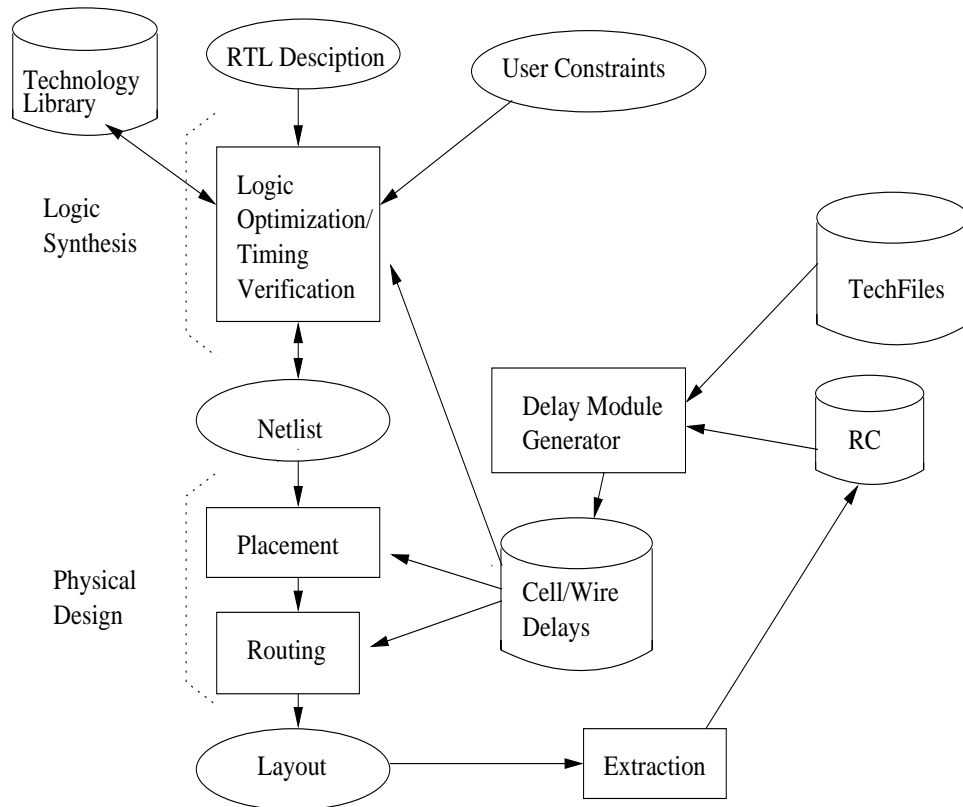 RTL Desciption
User Constraints
Technology
Library
Logic
Optimization/
Timing
Verification
Logic
Synthesis
TechFiles
Delay Module
Generator
RC
Netlist
Placement
Cell/Wire
Delays
Physical
Design
Routing
Layout
Extraction